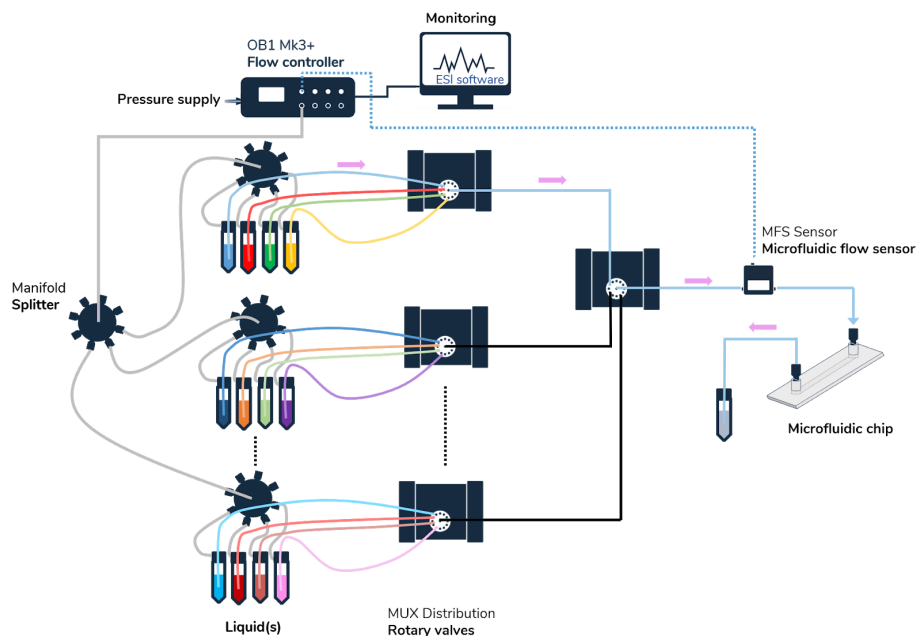 Monitoring
OB1 Mk3+
Flow controller
ESI software
Pressure supply
MFS Sensor
Microfluidic flow sensor
Manifold
Splitter
Microfluidic chip
Liquid(s)
MUX Distribution
Rotary valves